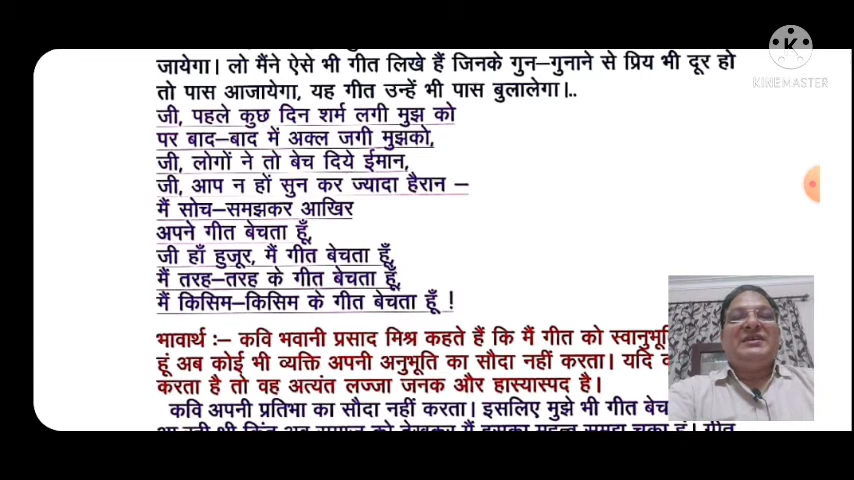 जायेगा। लो मैंने ऐसे भी गीत लिखे हैं जिनके गुन–गुनाने से प्रिय भी दूर हो
तो पास आजायेगा, यह गीत उन्हें भी पास बुलालेगा।..
जी, पहले कुछ दिन शर्म लगी मुझ को
पर बाद–बाद में अक्ल जगी मुझको,
जी, लोगों ने तो बेच दिये ईमान,
जी, आप न हों सुन कर ज्यादा हैरान –
मैं सोच–समझकर आखिर
अपने गीत बेचता हूँ,
जी हाँ हुजूर, मैं गीत बेचता हूँ,
मैं तरह–तरह के गीत बेचता हूँ,
मैं किसिम–किसिम के गीत बेचता हूँ !
भावार्थ :– कवि भवानी प्रसाद मिश्र कहते हैं कि मैं गीत को
हूं अब कोई भी व्यक्ति अपनी अनुभूति का सौदा नहीं करता। यदि
करता है तो वह अत्यंत लज्जा जनक और हास्यास्पद है।
कवि अपनी प्रतिभा का सौदा नहीं करता। इसलिए मुझे भी गीत
K
KINEMASTER